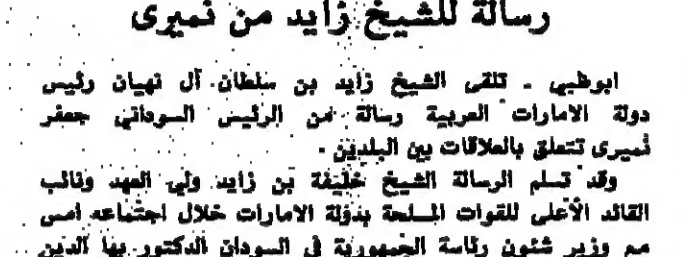 رسالة للشيخ زايد من نميرى
ابوظبي - تلقى الشيخ زايد بن سلطان آل نهيان رئيس
دولة الامارات العربية رسالة من الرئيس السوداني جعفر
نميرى تتعلق بالعلاقات بين البلدين .
وقد تسلم الرسالة الشيخ خليفة بن زايد ولي العهد ونائب
القائد الأعلى للقوات المسلحة بدولة الامارات خلال اجتماعه امس
مع وزير شئون رئاسة الجمهورية في السودان الدكتور بها الدين